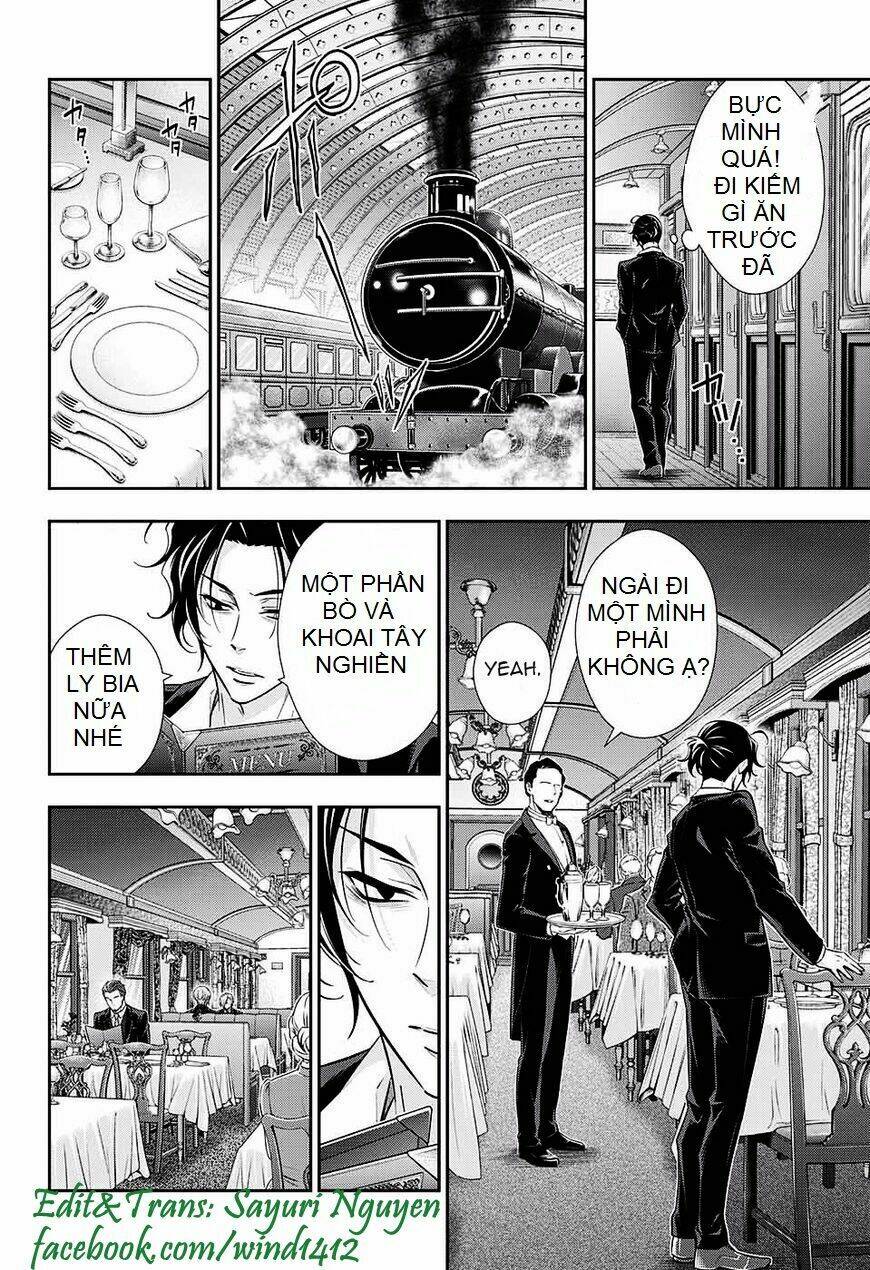 BỰC
MÌNH
QUÁ!
ĐI KIẾM
GÌ ĂN
TRƯỚC
ĐÃ
NGÀI ĐI
MỘT MÌNH
PHẢI
KHÔNG Ạ?
YEAH.
MỘT PHẦN
BÒ VÀ
KHOAI TÂY
NGHIỀN
THÊM
LY BIA
NỮA
NHÉ
MENU
Edit&Trans: Sayuri Nguyen
facebook.com/wind1412